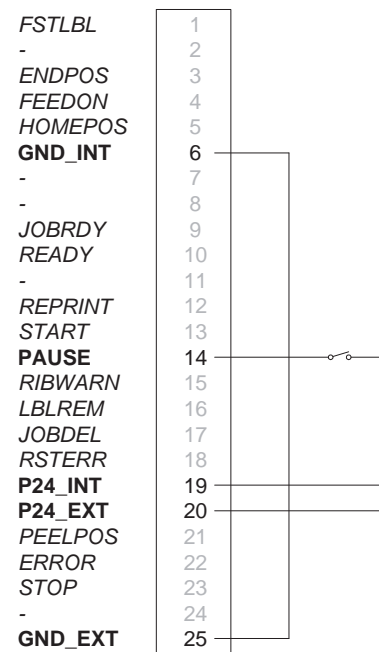 FSTLBL 1
- 2
ENDPOS 3
FEEDON 4
HOMEPOS 5
GND_INT 6
- 7
- 8
JOBRDY 9
READY 10
- 11
REPRINT 12
START 13
PAUSE 14
RIBWARN 15
LBLREM 16
JOBDEL 17
RSTERR 18
P24_INT 19
P24_EXT 20
PEELPOS 21
ERROR 22
STOP 23
- 24
GND_EXT 25